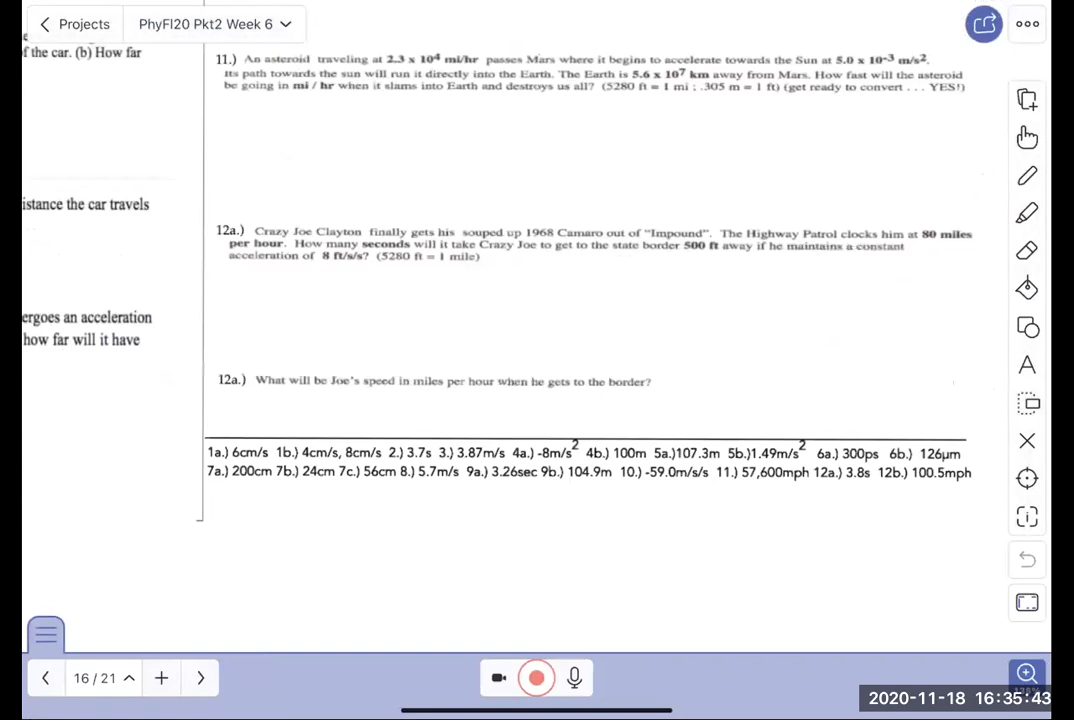 Projects
PhyFl20 Pkt2 Week 6
f the car. (b) How far
istance the car travels
ergoes an acceleration
how far will it have
11.) An asteroid traveling at 2.3 x 10⁴ mi/hr passes Mars where it begins to accelerate towards the Sun at 5.0 x 10⁻³ m/s².
Its path towards the sun will run it directly into the Earth. The Earth is 5.6 x 10⁷ km away from Mars. How fast will the asteroid
be going in mi / hr when it slams into Earth and destroys us all? (5280 ft = 1 mi ; .305 m = 1 ft) (get ready to convert . . . YES!)
12a.) Crazy Joe Clayton finally gets his souped up 1968 Camaro out of "Impound". The Highway Patrol clocks him at 80 miles
per hour. How many seconds will it take Crazy Joe to get to the state border 500 ft away if he maintains a constant
acceleration of 8 ft/s/s? (5280 ft = 1 mile)
12a.) What will be Joe's speed in miles per hour when he gets to the border?
1a.) 6cm/s 1b.) 4cm/s, 8cm/s 2.) 3.7s 3.) 3.87m/s 4a.) -8m/s² 4b.) 100m 5a.)107.3m 5b.)1.49m/s² 6a.) 300ps 6b.) 126µm
7a.) 200cm 7b.) 24cm 7c.) 56cm 8.) 5.7m/s 9a.) 3.26sec 9b.) 104.9m 10.) -59.0m/s/s 11.) 57,600mph 12a.) 3.8s 12b.) 100.5mph
16 / 21
2020-11-18 16:35:43